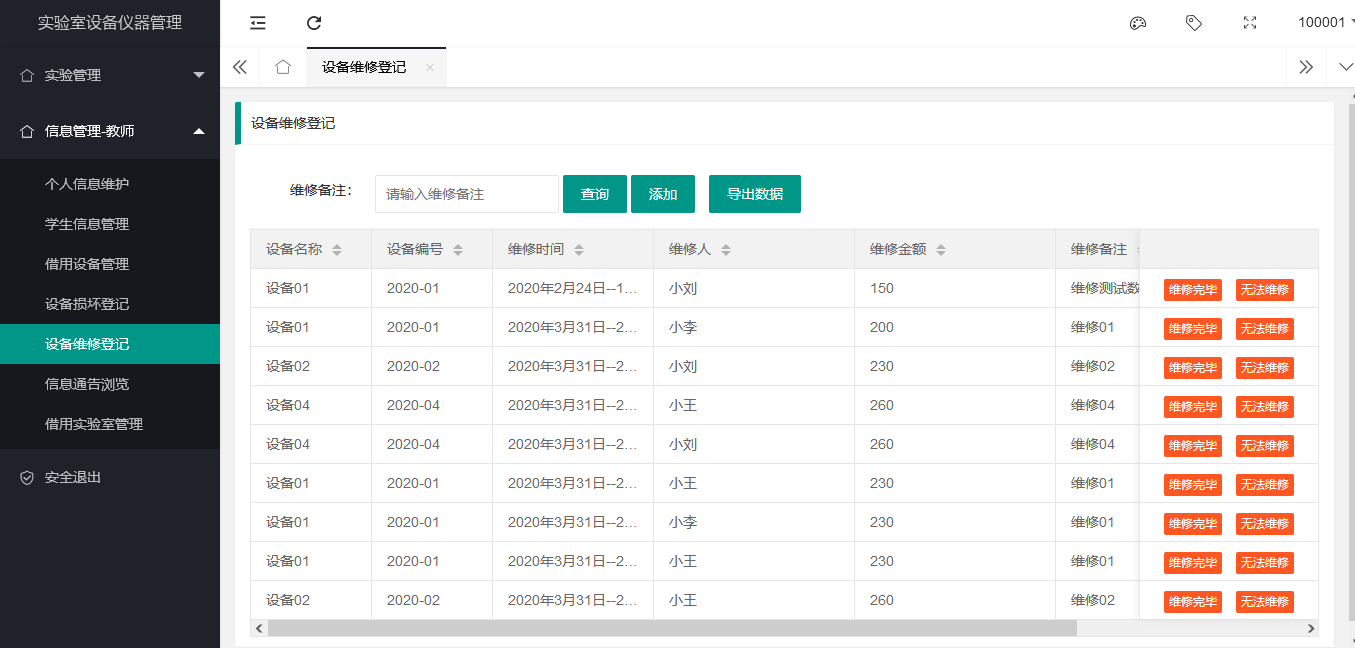 实验室设备仪器管理
100001
实验管理
设备维修登记
信息管理-教师
设备维修登记
个人信息维护
学生信息管理
借用设备管理
设备损坏登记
设备维修登记
信息通告浏览
借用实验室管理
安全退出
维修备注： 请输入维修备注 查询 添加 导出数据
设备名称 设备编号 维修时间 维修人 维修金额 维修备注
设备01 2020-01 2020年2月24日--1... 小刘 150 维修测试数 维修完毕 无法维修
设备01 2020-01 2020年3月31日--2... 小李 200 维修01 维修完毕 无法维修
设备02 2020-02 2020年3月31日--2... 小刘 230 维修02 维修完毕 无法维修
设备04 2020-04 2020年3月31日--2... 小王 260 维修04 维修完毕 无法维修
设备04 2020-04 2020年3月31日--2... 小刘 260 维修04 维修完毕 无法维修
设备01 2020-01 2020年3月31日--2... 小王 230 维修01 维修完毕 无法维修
设备01 2020-01 2020年3月31日--2... 小李 230 维修01 维修完毕 无法维修
设备01 2020-01 2020年3月31日--2... 小王 230 维修01 维修完毕 无法维修
设备02 2020-02 2020年3月31日--2... 小王 260 维修02 维修完毕 无法维修